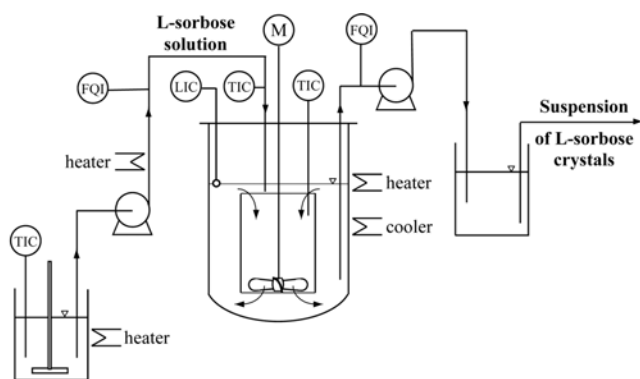 L-sorbose
solution
M
FQI
FQI
LIC
TIC
TIC
Suspension
of L-sorbose
crystals
heater
heater
cooler
TIC
heater